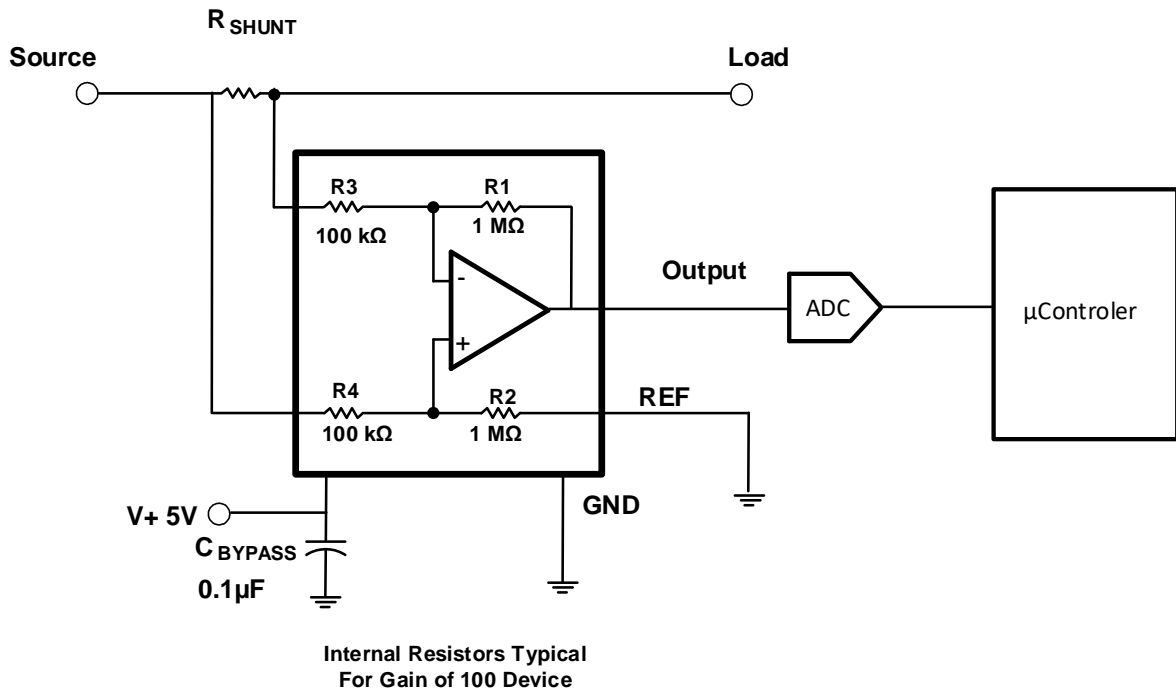 R SHUNT
Source
Load
R3
R1
100 kΩ
1 MΩ
-
Output
ADC
µControler
+
R4
R2
REF
100 kΩ
1 MΩ
GND
V+ 5V
C BYPASS
0.1µF
Internal Resistors Typical
For Gain of 100 Device